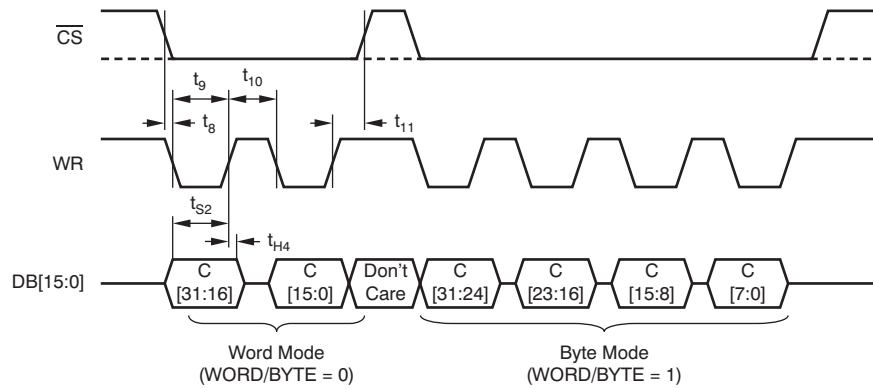 CS
t9
t10
t8
t11
WR
tS2
tH4
DB[15:0]
C
[31:16]
C
[15:0]
Don't
Care
C
[31:24]
C
[23:16]
C
[15:8]
C
[7:0]
Word Mode
(WORD/BYTE = 0)
Byte Mode
(WORD/BYTE = 1)